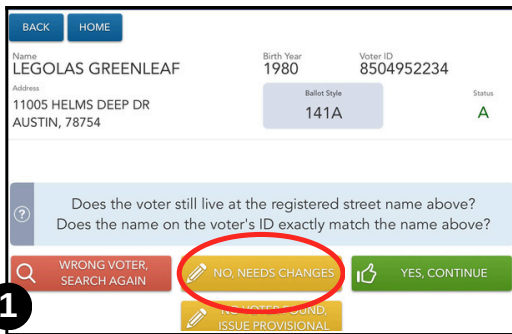 BACK HOME
Name Birth Year Voter ID
LEGOLAS GREENLEAF 1980 8504952234
Address Ballot Style Status
11005 HELMS DEEP DR
141A A
AUSTIN, 78754
? Does the voter still live at the registered street name above?
Does the name on the voter's ID exactly match the name above?
WRONG VOTER,
SEARCH AGAIN
NO, NEEDS CHANGES
YES, CONTINUE
1
NO VOTER FOUND,
ISSUE PROVISIONAL